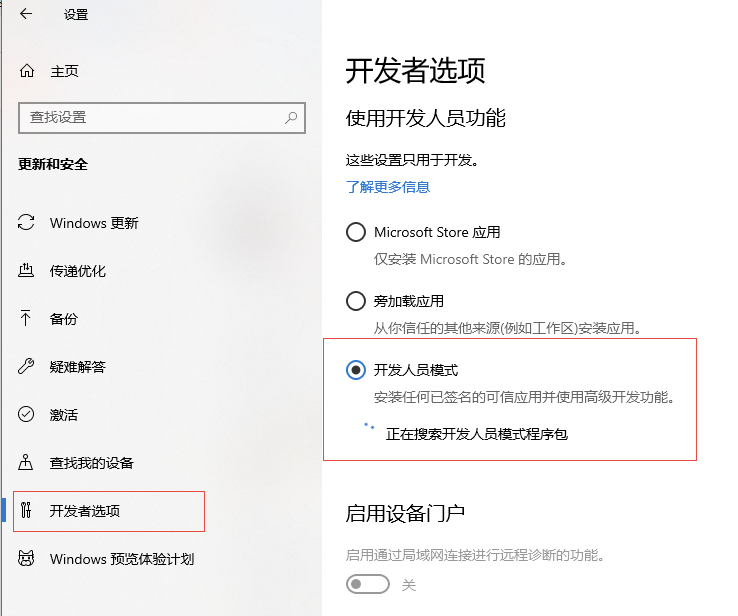 设置
主页
查找设置
更新和安全
Windows 更新
传递优化
备份
疑难解答
激活
查找我的设备
开发者选项
Windows 预览体验计划
开发者选项
使用开发人员功能
这些设置只用于开发。
了解更多信息
Microsoft Store 应用
仅安装 Microsoft Store 的应用。
旁加载应用
从你信任的其他来源(例如工作区)安装应用。
开发人员模式
安装任何已签名的可信应用并使用高级开发功能。
正在搜索开发人员模式程序包
启用设备门户
启用通过局域网连接进行远程诊断的功能。
关